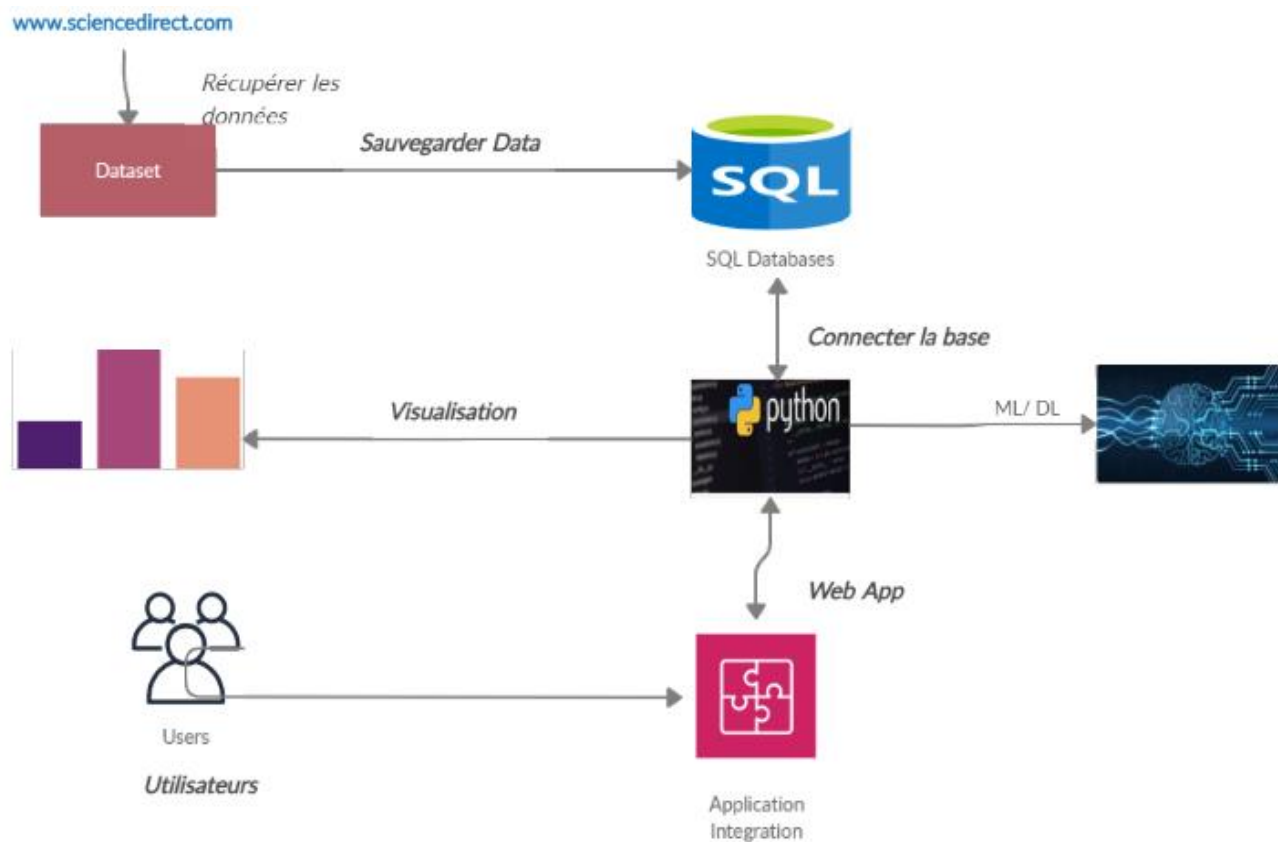 www.sciencedirect.com
Récupérer les
données
Dataset
Sauvegarder Data
SQL
SQL Databases
Connecter la base
Visualisation
python
ML/ DL
Web App
Users
Utilisateurs
Application
Integration